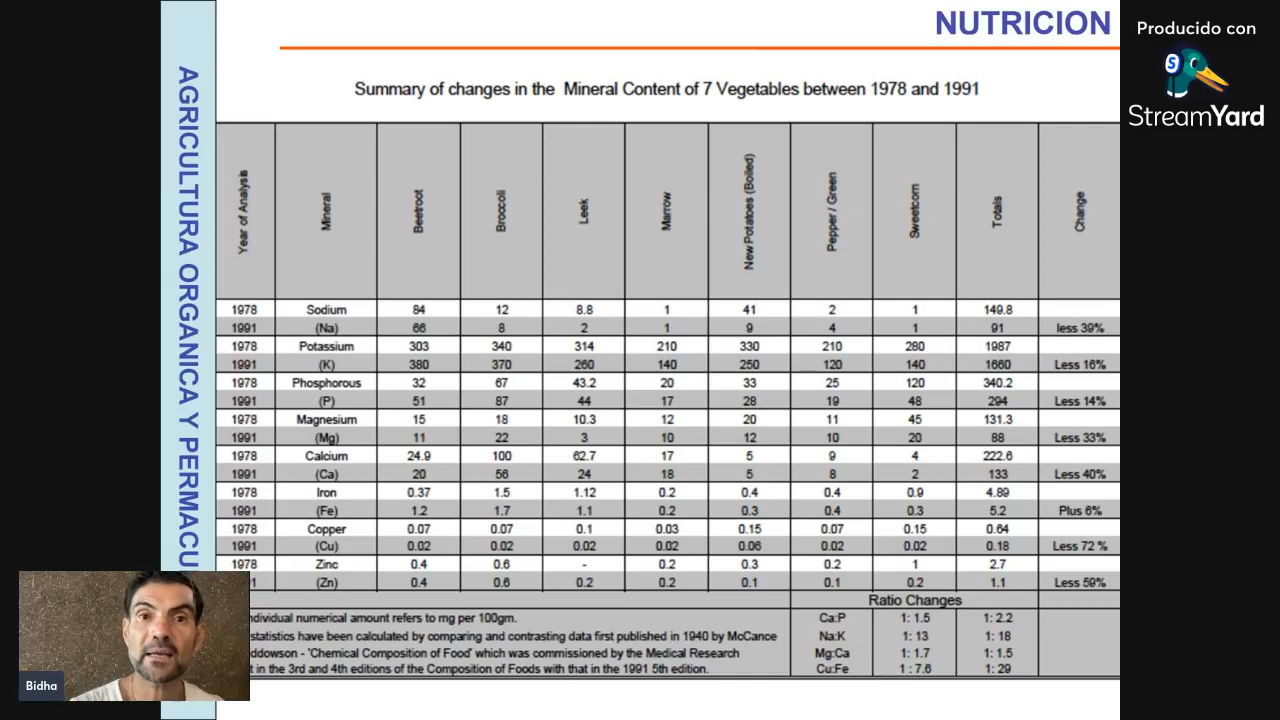 NUTRICION
Producido con
StreamYard
AGRICULTURA ORGANICA Y PERMACU
Summary of changes in the Mineral Content of 7 Vegetables between 1978 and 1991
Year of Analysis Mineral Beetroot Broccoli Leek Marrow New Potatoes (Boiled) Pepper / Green Sweetcorn Totals Change
1978 Sodium 84 12 8.8 1 41 2 1 149.8
1991 (Na) 66 8 2 1 9 4 1 91 less 39%
1978 Potassium 303 340 314 210 330 210 280 1987
1991 (K) 380 370 260 140 250 120 140 1660 Less 16%
1978 Phosphorous 32 67 43.2 20 33 25 120 340.2
1991 (P) 51 87 44 17 28 19 48 294 Less 14%
1978 Magnesium 15 18 10.3 12 20 11 45 131.3
1991 (Mg) 11 22 3 10 12 10 20 88 Less 33%
1978 Calcium 24.9 100 62.7 17 5 9 4 222.6
1991 (Ca) 20 56 24 18 5 8 2 133 Less 40%
1978 Iron 0.37 1.5 1.12 0.2 0.4 0.4 0.9 4.89
1991 (Fe) 1.2 1.7 1.1 0.2 0.3 0.4 0.3 5.2 Plus 6%
1978 Copper 0.07 0.07 0.1 0.03 0.15 0.07 0.15 0.64
1991 (Cu) 0.02 0.02 0.02 0.02 0.06 0.02 0.02 0.18 Less 72 %
1978 Zinc 0.4 0.6 - 0.2 0.3 0.2 1 2.7
(Zn) 0.4 0.6 0.2 0.2 0.1 0.1 0.2 1.1 Less 59%
Ratio Changes
individual numerical amount refers to mg per 100gm. Ca:P 1: 1.5 1: 2.2
statistics have been calculated by comparing and contrasting data first published in 1940 by McCance Na:K 1: 13 1: 18
ddowson - 'Chemical Composition of Food' which was commissioned by the Medical Research Mg:Ca 1: 1.7 1: 1.5
t in the 3rd and 4th editions of the Composition of Foods with that in the 1991 5th edition. Cu:Fe 1 : 7.6 1: 29
Bidha